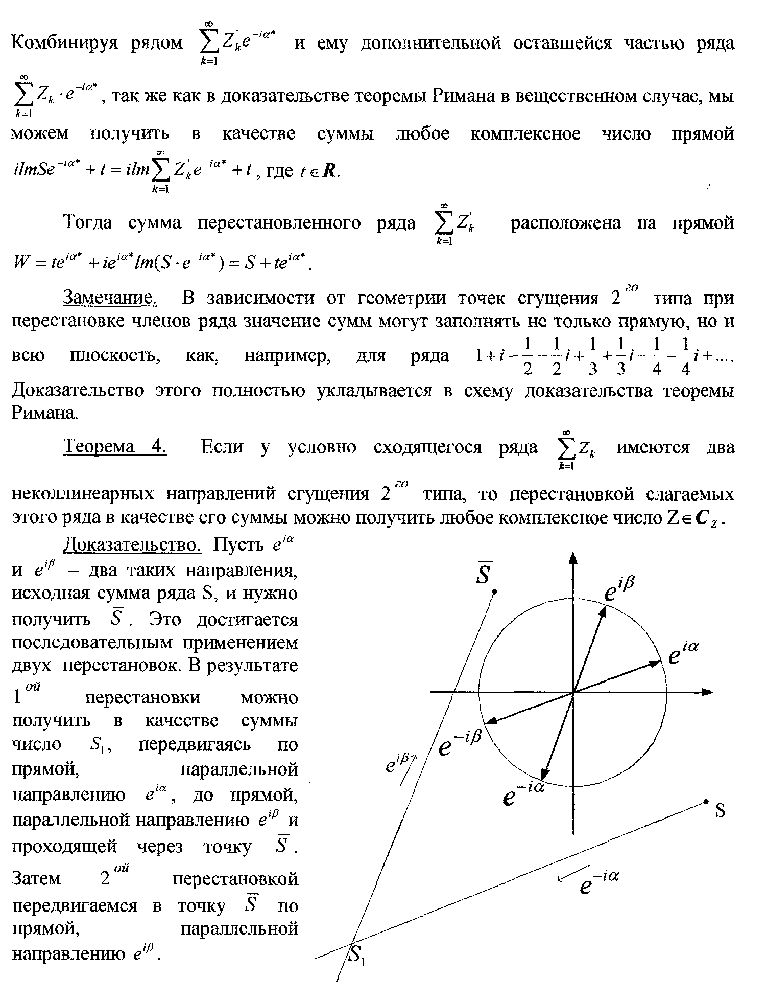 Комбинируя рядом $\sum_{k=1}^{\infty} Z_k' e^{-i\alpha*}$ и ему дополнительной оставшейся частью ряда
$\sum_{k=1}^{\infty} Z_k \cdot e^{-i\alpha*}$, так же как в доказательстве теоремы Римана в вещественном случае, мы
можем получить в качестве суммы любое комплексное число прямой
$ilmSe^{-i\alpha*} + t = ilm\sum_{k=1}^{\infty} Z_k' e^{-i\alpha*} + t$, где $t \in \boldsymbol{R}$.
Тогда сумма перестановленного ряда $\sum_{k=1}^{\infty} Z_k'$ расположена на прямой
$W = te^{i\alpha*} + ie^{i\alpha*} lm(S \cdot e^{-i\alpha*}) = S + te^{i\alpha*}$.
Замечание. В зависимости от геометрии точек сгущения $2^{го}$ типа при
перестановке членов ряда значение сумм могут заполнять не только прямую, но и
всю плоскость, как, например, для ряда $1+i-\frac{1}{2}-\frac{1}{2}i+\frac{1}{3}+\frac{1}{3}i-\frac{1}{4}-\frac{1}{4}i+\ldots$.
Доказательство этого полностью укладывается в схему доказательства теоремы
Римана.
Теорема 4. Если у условно сходящегося ряда $\sum_{k=1}^{\infty} Z_k$ имеются два
неколлинеарных направлений сгущения $2^{го}$ типа, то перестановкой слагаемых
этого ряда в качестве его суммы можно получить любое комплексное число $Z \in \boldsymbol{C}_z$.
Доказательство. Пусть $e^{i\alpha}$
и $e^{i\beta}$ – два таких направления,
исходная сумма ряда S, и нужно
получить $\overline{S}$. Это достигается
последовательным применением
двух перестановок. В результате
$1^{ой}$ перестановки можно
получить в качестве суммы
число $S_1$, передвигаясь по
прямой, параллельной
направлению $e^{i\alpha}$, до прямой,
параллельной направлению $e^{i\beta}$ и
проходящей через точку $\overline{S}$.
Затем $2^{ой}$ перестановкой
передвигаемся в точку $\overline{S}$ по
прямой, параллельной
направлению $e^{i\beta}$.
$\overline{S}$
$e^{i\beta}$
$e^{i\alpha}$
$e^{-i\beta}$
$e^{i\beta}$
$e^{-i\alpha}$
S
$e^{-i\alpha}$
$S_1$